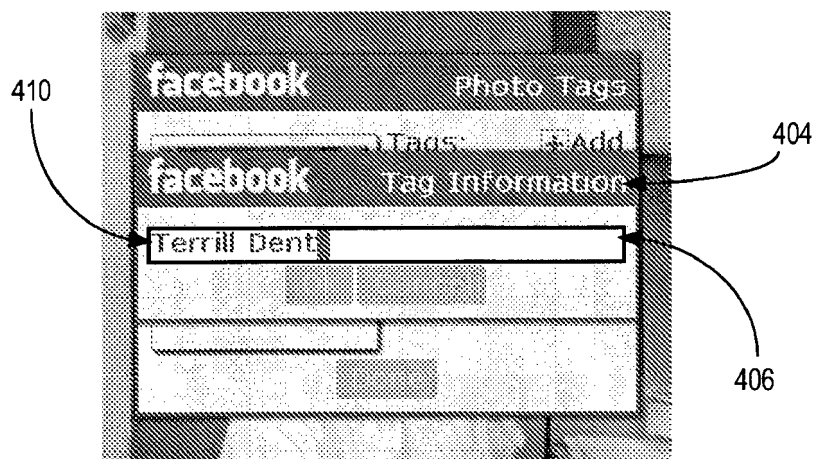 facebook Photo Tags
410
Tags: +Add
404
facebook Tag Information
Terrill Dent
406